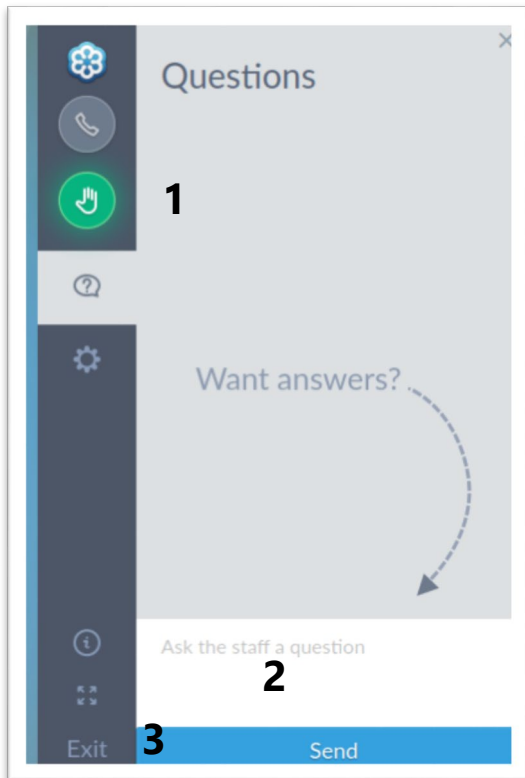 Questions
1
Want answers?
Ask the staff a question
2
3
Exit
Send